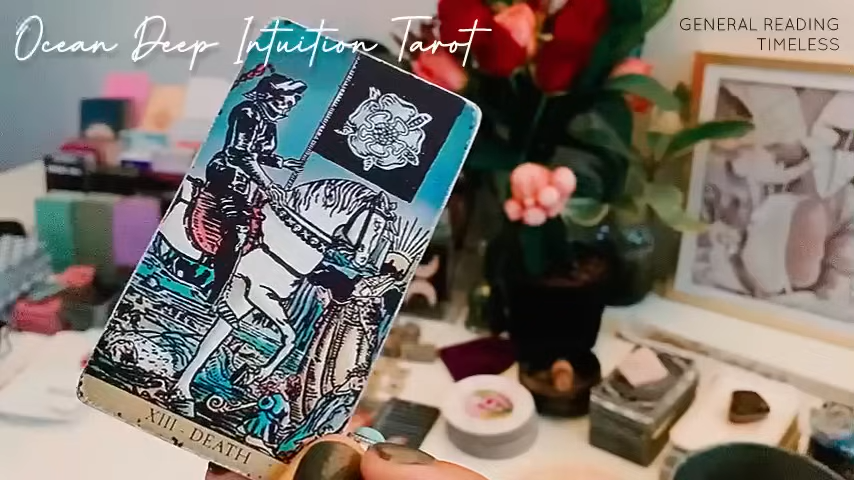 Ocean Deep Intuition Tarot
GENERAL READING
TIMELESS
XIII - DEATH